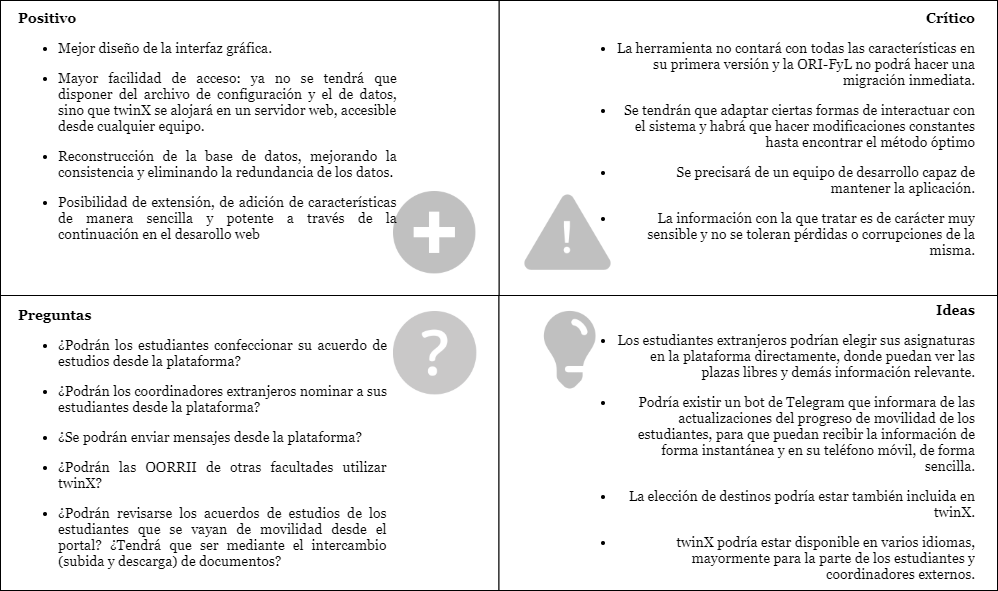 Positivo
• Mejor diseño de la interfaz gráfica.
• Mayor facilidad de acceso: ya no se tendrá que
disponer del archivo de configuración y el de datos,
sino que twinX se alojará en un servidor web, accesible
desde cualquier equipo.
• Reconstrucción de la base de datos, mejorando la
consistencia y eliminando la redundancia de los datos.
• Posibilidad de extensión, de adición de características
de manera sencilla y potente a través de la
continuación en el desarollo web
Crítico
• La herramienta no contará con todas las características en
su primera versión y la ORI-FyL no podrá hacer una
migración inmediata.
• Se tendrán que adaptar ciertas formas de interactuar con
el sistema y habrá que hacer modificaciones constantes
hasta encontrar el método óptimo
• Se precisará de un equipo de desarrollo capaz de
mantener la aplicación.
• La información con la que tratar es de carácter muy
sensible y no se toleran pérdidas o corrupciones de la
misma.
Preguntas
• ¿Podrán los estudiantes confeccionar su acuerdo de
estudios desde la plataforma?
• ¿Podrán los coordinadores extranjeros nominar a sus
estudiantes desde la plataforma?
• ¿Se podrán enviar mensajes desde la plataforma?
• ¿Podrán las OORRII de otras facultades utilizar
twinX?
• ¿Podrán revisarse los acuerdos de estudios de los
estudiantes que se vayan de movilidad desde el
portal? ¿Tendrá que ser mediante el intercambio
(subida y descarga) de documentos?
Ideas
• Los estudiantes extranjeros podrían elegir sus asignaturas
en la plataforma directamente, donde puedan ver las
plazas libres y demás información relevante.
• Podría existir un bot de Telegram que informara de las
actualizaciones del progreso de movilidad de los
estudiantes, para que puedan recibir la información de
forma instantánea y en su teléfono móvil, de forma
sencilla.
• La elección de destinos podría estar también incluida en
twinX.
• twinX podría estar disponible en varios idiomas,
mayormente para la parte de los estudiantes y
coordinadores externos.